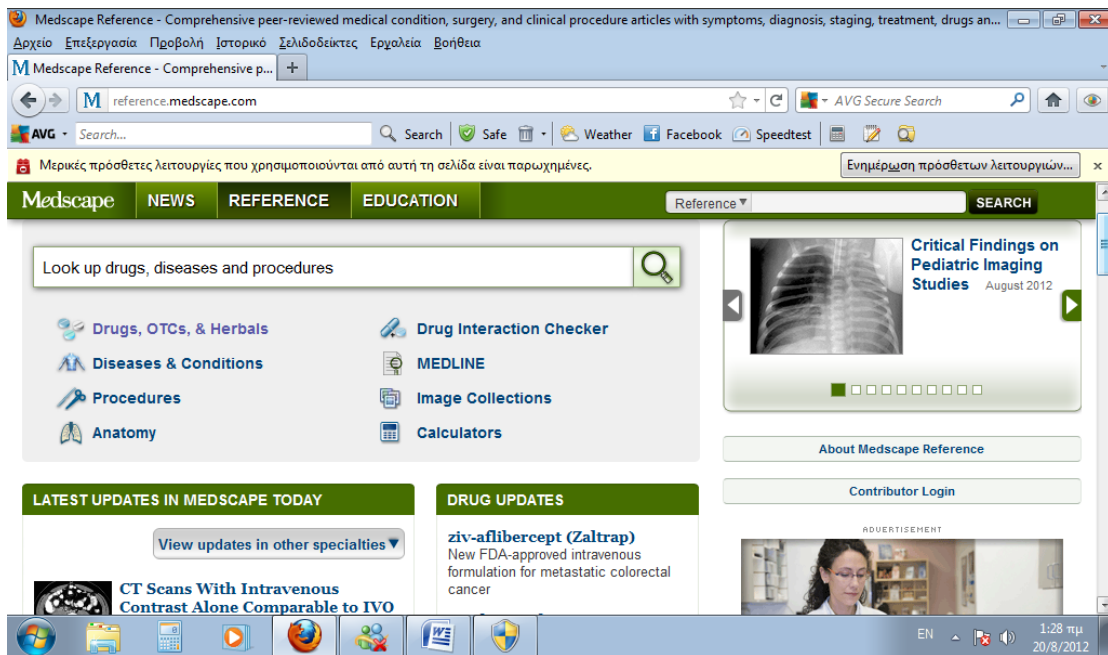 Medscape Reference - Comprehensive peer-reviewed medical condition, surgery, and clinical procedure articles with symptoms, diagnosis, staging, treatment, drugs an...
Αρχείο Επεξεργασία Προβολή Ιστορικό Σελιδοδείκτες Εργαλεία Βοήθεια
M Medscape Reference - Comprehensive p... +
M reference.medscape.com AVG Secure Search
AVG Search... Search Safe Weather Facebook Speedtest
Μερικές πρόσθετες λειτουργίες που χρησιμοποιούνται από αυτή τη σελίδα είναι παρωχημένες. Ενημέρωση πρόσθετων λειτουργιών... x
Medscape NEWS REFERENCE EDUCATION Reference SEARCH
Look up drugs, diseases and procedures
Drugs, OTCs, & Herbals
Diseases & Conditions
Procedures
Anatomy
Drug Interaction Checker
MEDLINE
Image Collections
Calculators
Critical Findings on
Pediatric Imaging
Studies August 2012
About Medscape Reference
Contributor Login
ADVERTISEMENT
LATEST UPDATES IN MEDSCAPE TODAY
View updates in other specialties
CT Scans With Intravenous
Contrast Alone Comparable to IVO
DRUG UPDATES
ziv-aflibercept (Zaltrap)
New FDA-approved intravenous
formulation for metastatic colorectal
cancer
EN 1:28 πμ
20/8/2012